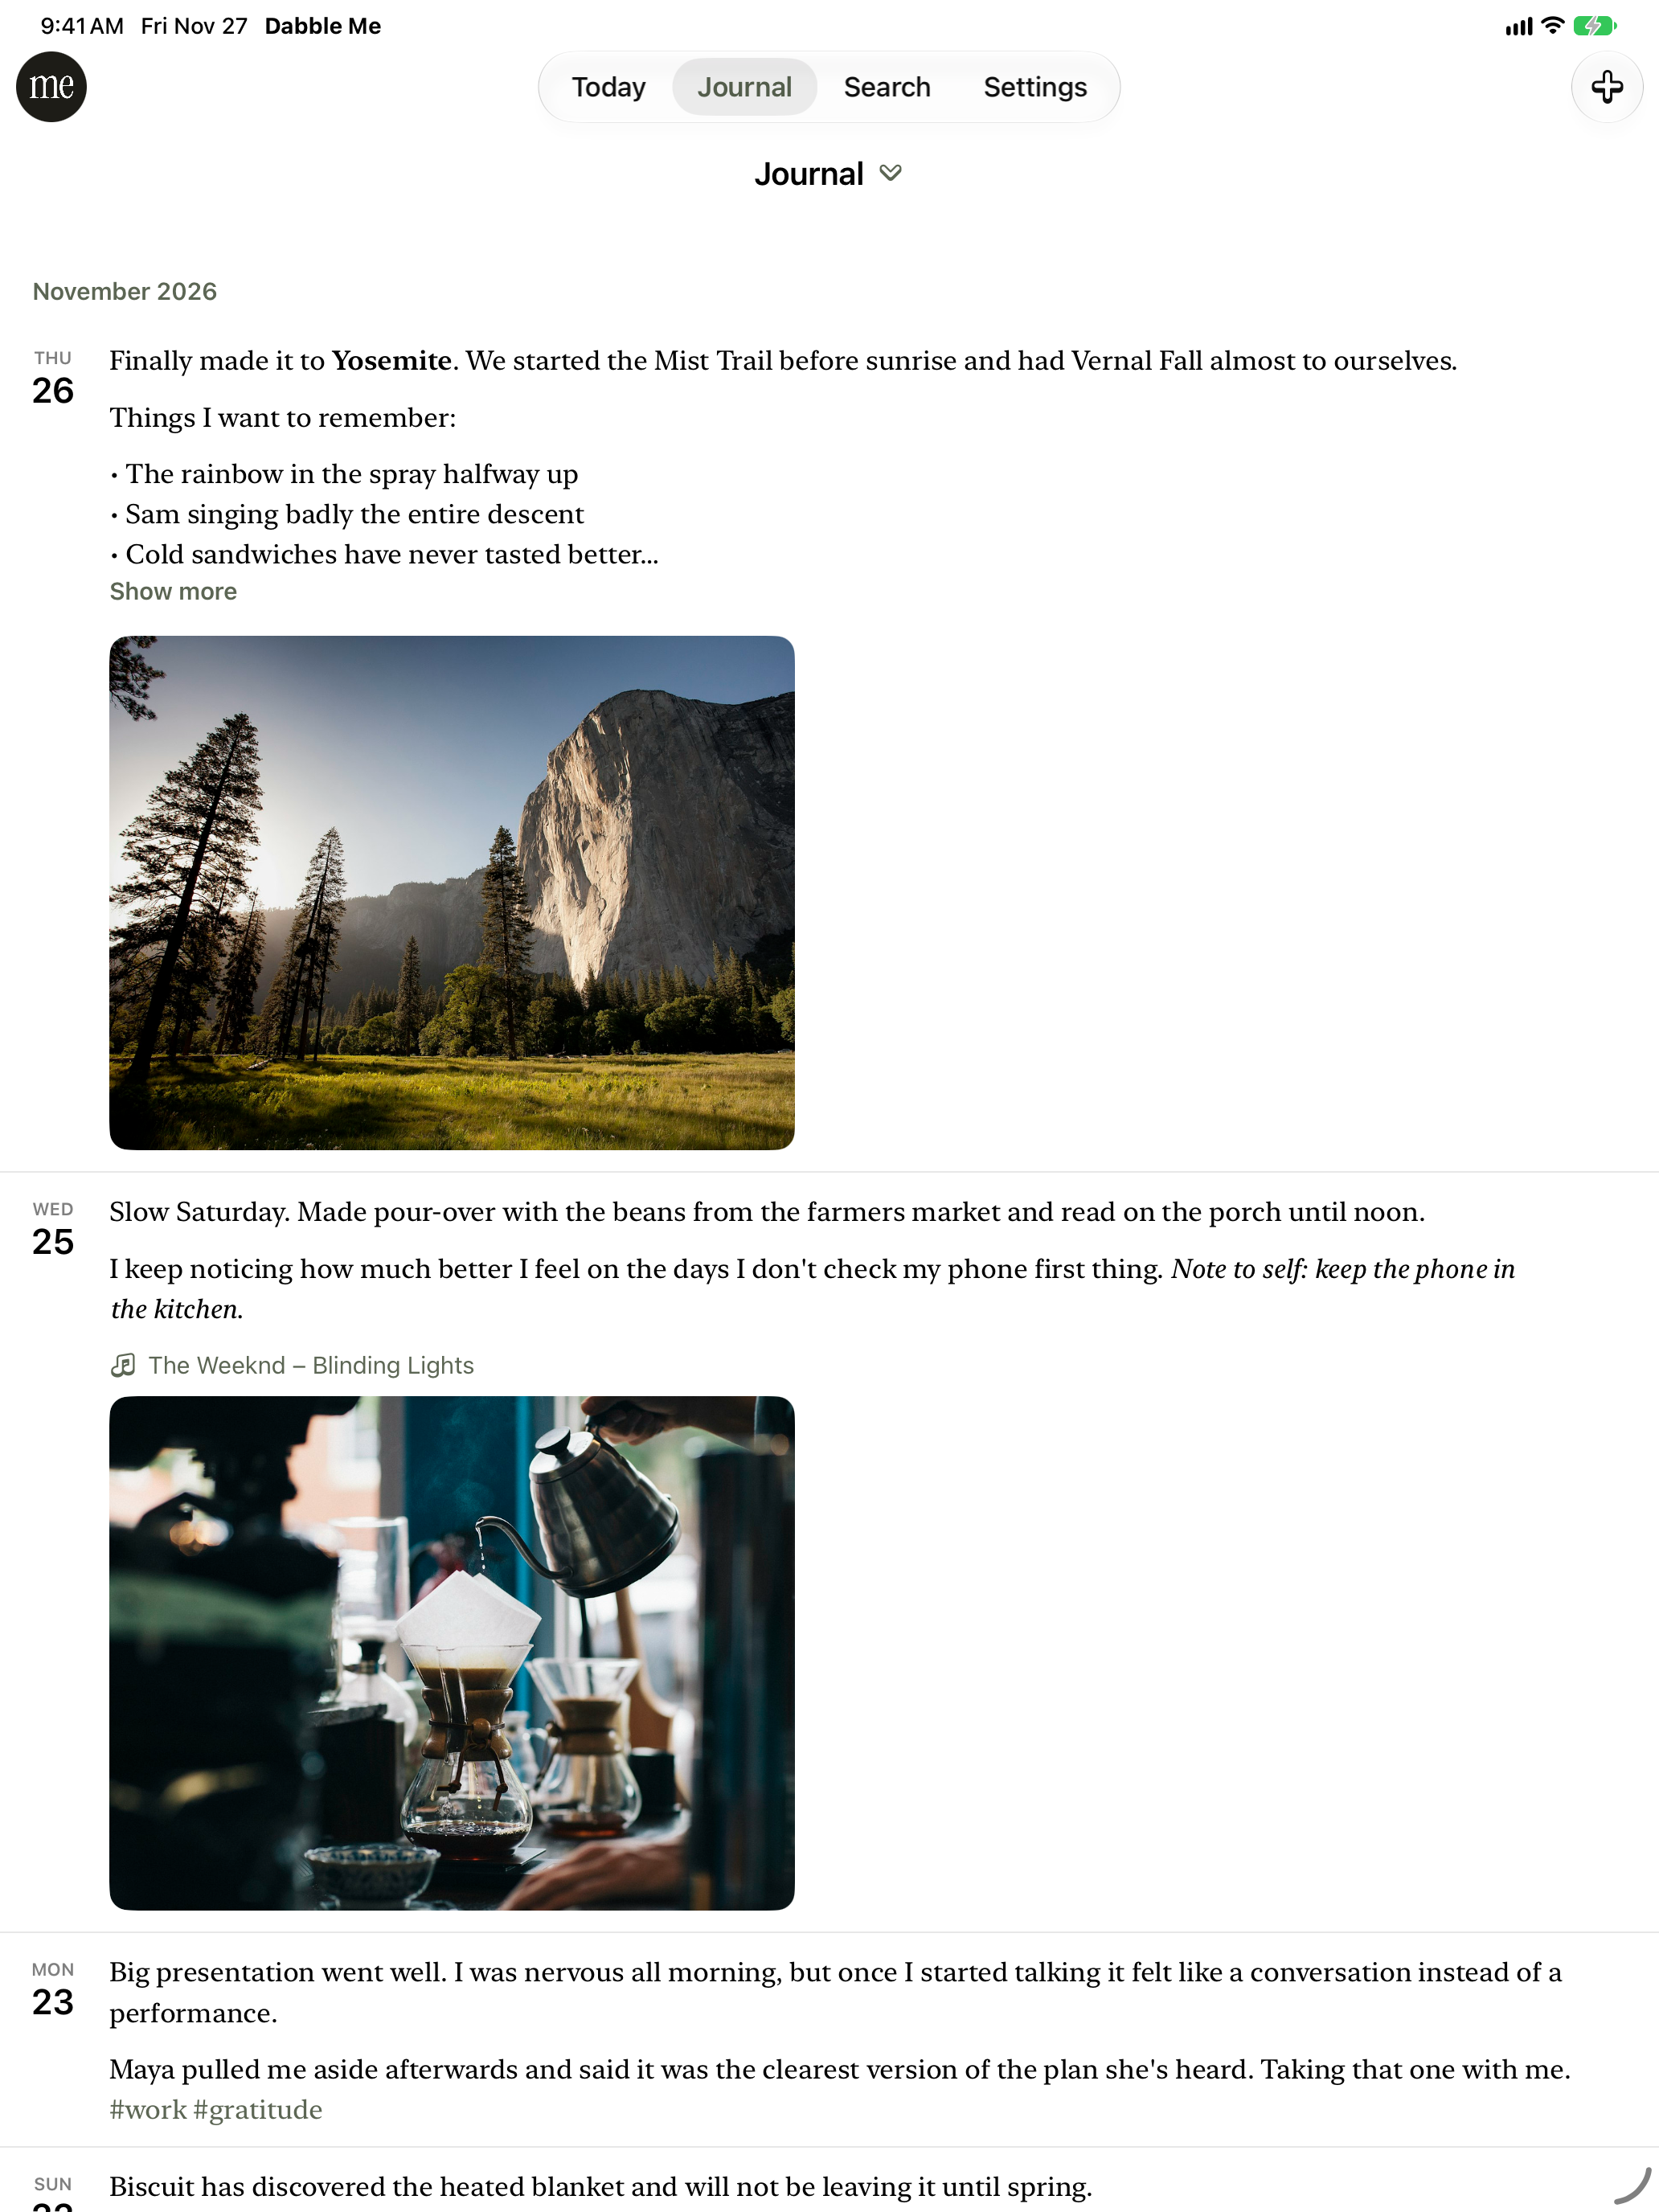 9:41 AM Fri Nov 27 Dabble Me
me
Today Journal Search Settings
Journal
November 2026
THU
26
Finally made it to Yosemite. We started the Mist Trail before sunrise and had Vernal Fall almost to ourselves.
Things I want to remember:
• The rainbow in the spray halfway up
• Sam singing badly the entire descent
• Cold sandwiches have never tasted better...
Show more
WED
25
Slow Saturday. Made pour-over with the beans from the farmers market and read on the porch until noon.
I keep noticing how much better I feel on the days I don't check my phone first thing. Note to self: keep the phone in
the kitchen.
The Weeknd – Blinding Lights
MON
23
Big presentation went well. I was nervous all morning, but once I started talking it felt like a conversation instead of a
performance.
Maya pulled me aside afterwards and said it was the clearest version of the plan she's heard. Taking that one with me.
#work #gratitude
SUN
22
Biscuit has discovered the heated blanket and will not be leaving it until spring.